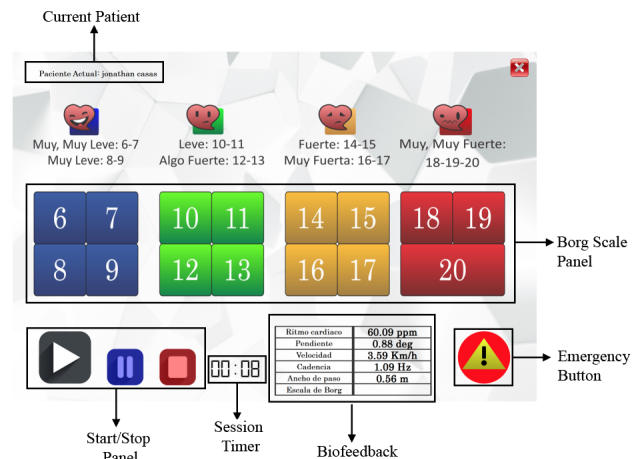 Current Patient
Paciente Actual: jonathan casas
Muy, Muy Leve: 6-7
Muy Leve: 8-9
Leve: 10-11
Algo Fuerte: 12-13
Fuerte: 14-15
Muy Fuerta: 16-17
Muy, Muy Fuerte:
18-19-20
6 7 10 11 14 15 18 19
8 9 12 13 16 17 20
Borg Scale
Panel
Ritmo cardiaco 60.09 ppm
Pendiente 0.88 deg
Velocidad 3.59 Km/h
Cadencia 1.09 Hz
Ancho de paso 0.56 m
Escala de Borg
00:08
Emergency
Button
Start/Stop
Panel
Session
Timer
Biofeedback